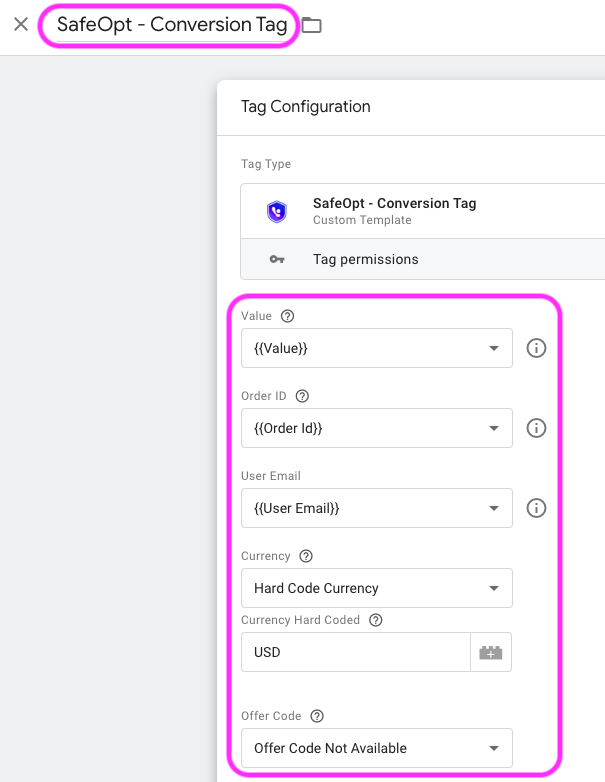 SafeOpt - Conversion Tag
Tag Configuration
Tag Type
SafeOpt - Conversion Tag
Custom Template
Tag permissions
Value
{{Value}}
Order ID
{{Order Id}}
User Email
{{User Email}}
Currency
Hard Code Currency
Currency Hard Coded
USD
Offer Code
Offer Code Not Available